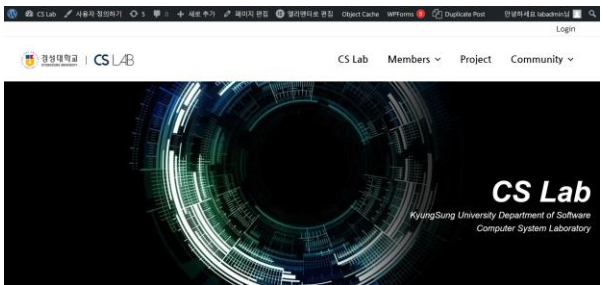 CS Lab 사용자 정의하기 5 0 + 새로 추가 페이지 편집 엘리멘터로 편집 Object Cache WPForms Duplicate Post 안녕하세요 labadmin님
Login
경성대학교 | CS LAB
CS Lab Members Project Community
CS Lab
KyungSung University Department of Software
Computer System Laboratory